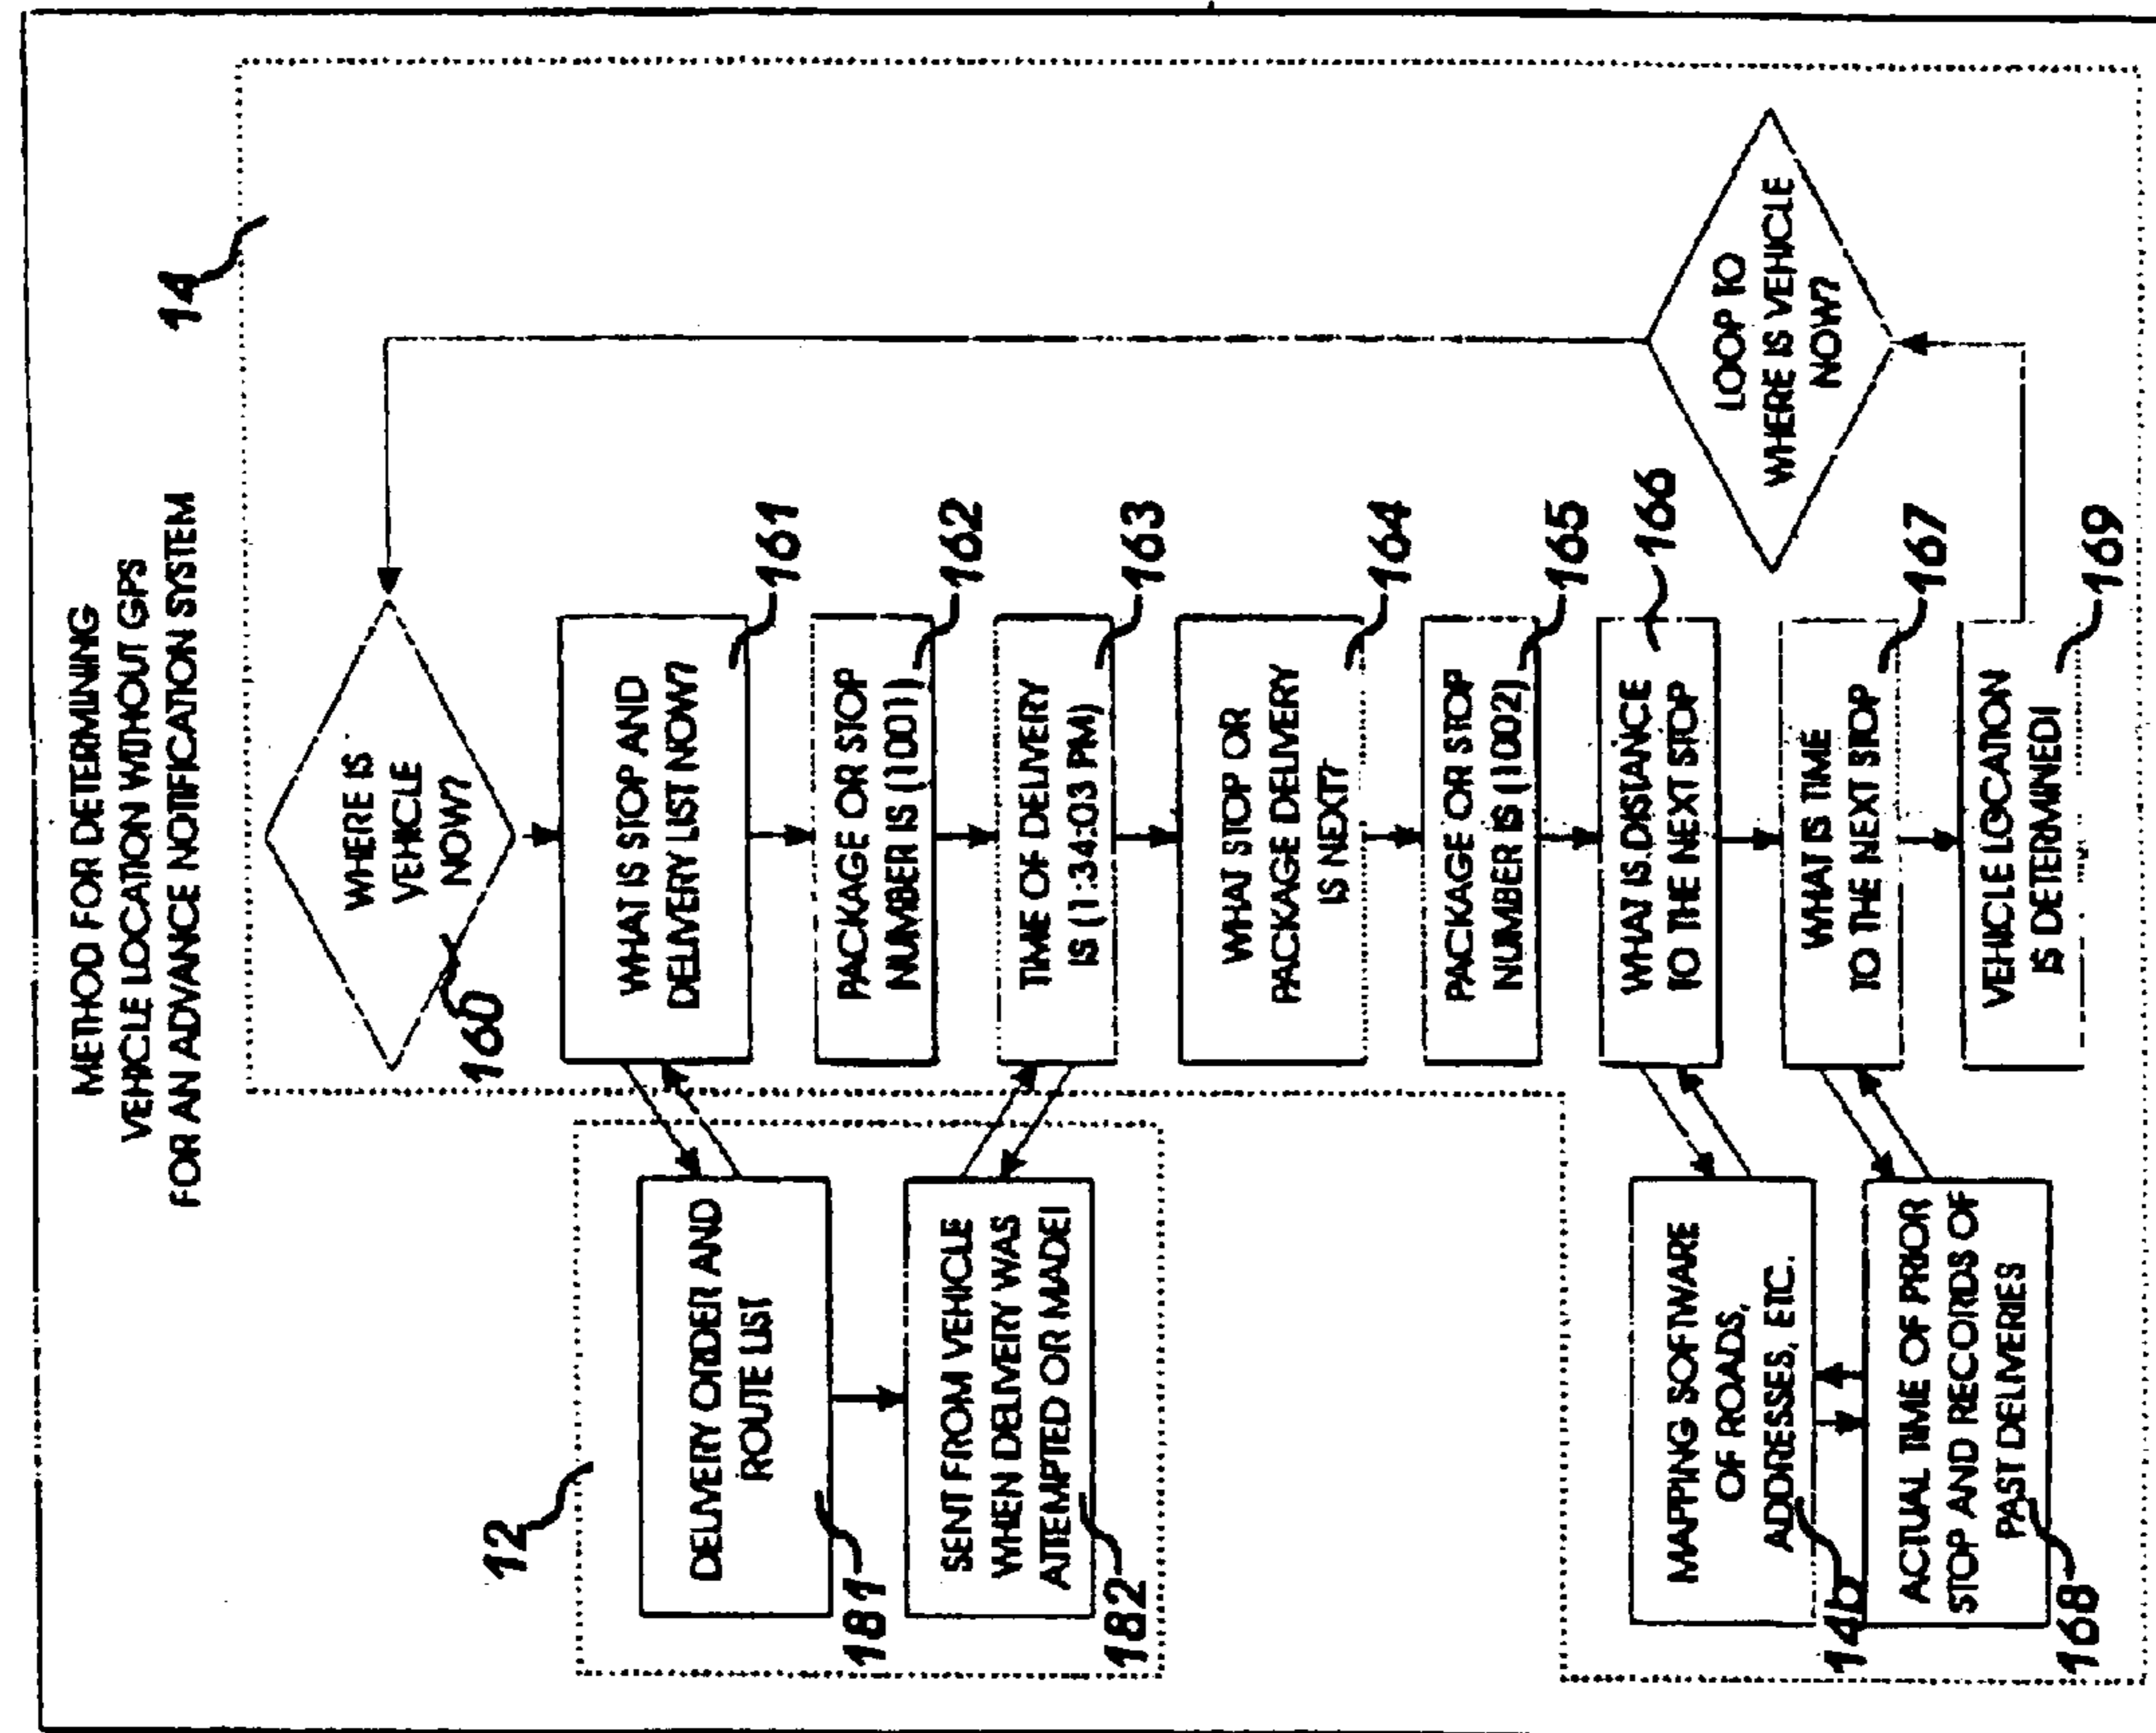 METHOD FOR DETERMINING
VEHICLE LOCATION WITHOUT GPS
FOR AN ADVANCE NOTIFICATION SYSTEM
14
WHERE IS
VEHICLE
NOW?
160
WHAT IS STOP AND
DELIVERY LIST NOW?
161
PACKAGE OR STOP
NUMBER IS (1001)
162
TIME OF DELIVERY
IS (1:34:03 PM)
163
WHAT STOP OR
PACKAGE DELIVERY
IS NEXT?
164
PACKAGE OR STOP
NUMBER IS (1002)
165
WHAT IS DISTANCE
TO THE NEXT STOP
166
WHAT IS TIME
TO THE NEXT STOP
167
VEHICLE LOCATION
IS DETERMINED!
169
LOOP TO
WHERE IS VEHICLE
NOW?
12
DELIVERY ORDER AND
ROUTE LIST
181
SENT FROM VEHICLE
WHEN DELIVERY WAS
ATTEMPTED OR MADE!
182
MAPPING SOFTWARE
OF ROADS,
ADDRESSES, ETC.
14b
ACTUAL TIME OF PRIOR
STOP AND RECORDS OF
PAST DELIVERIES
168